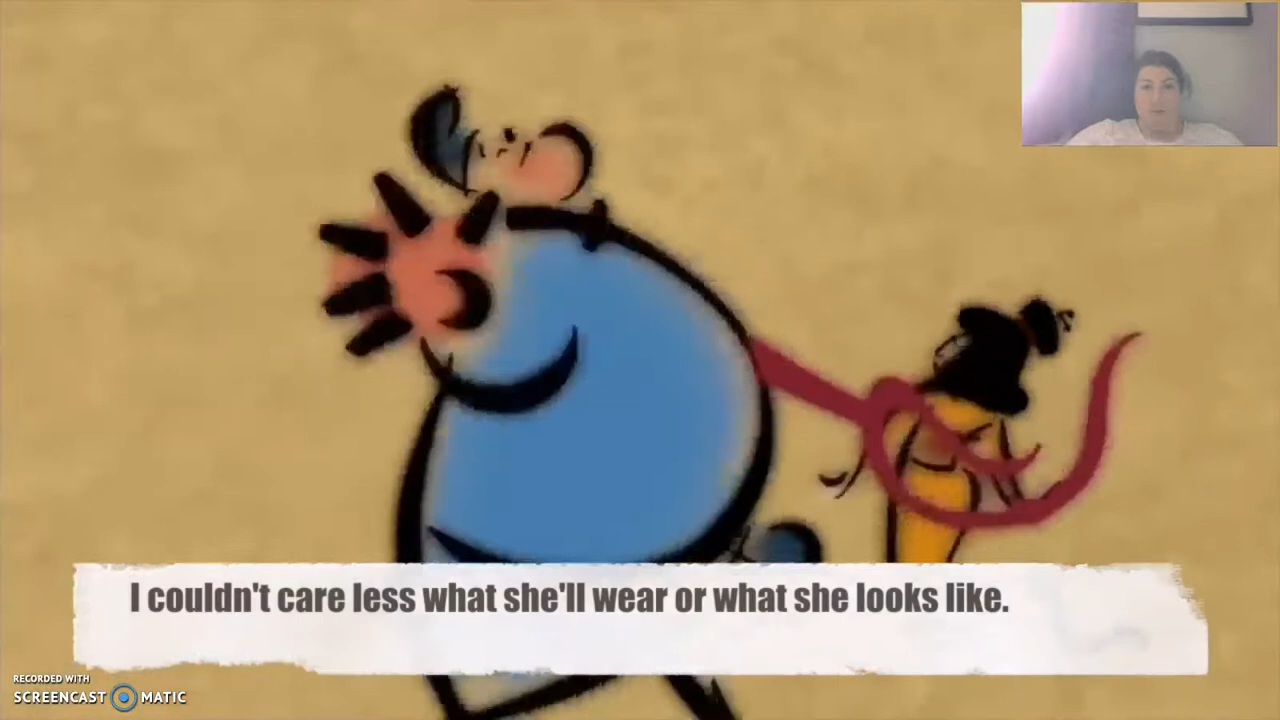 I couldn't care less what she'll wear or what she looks like.
RECORDED WITH
SCREENCAST MATIC